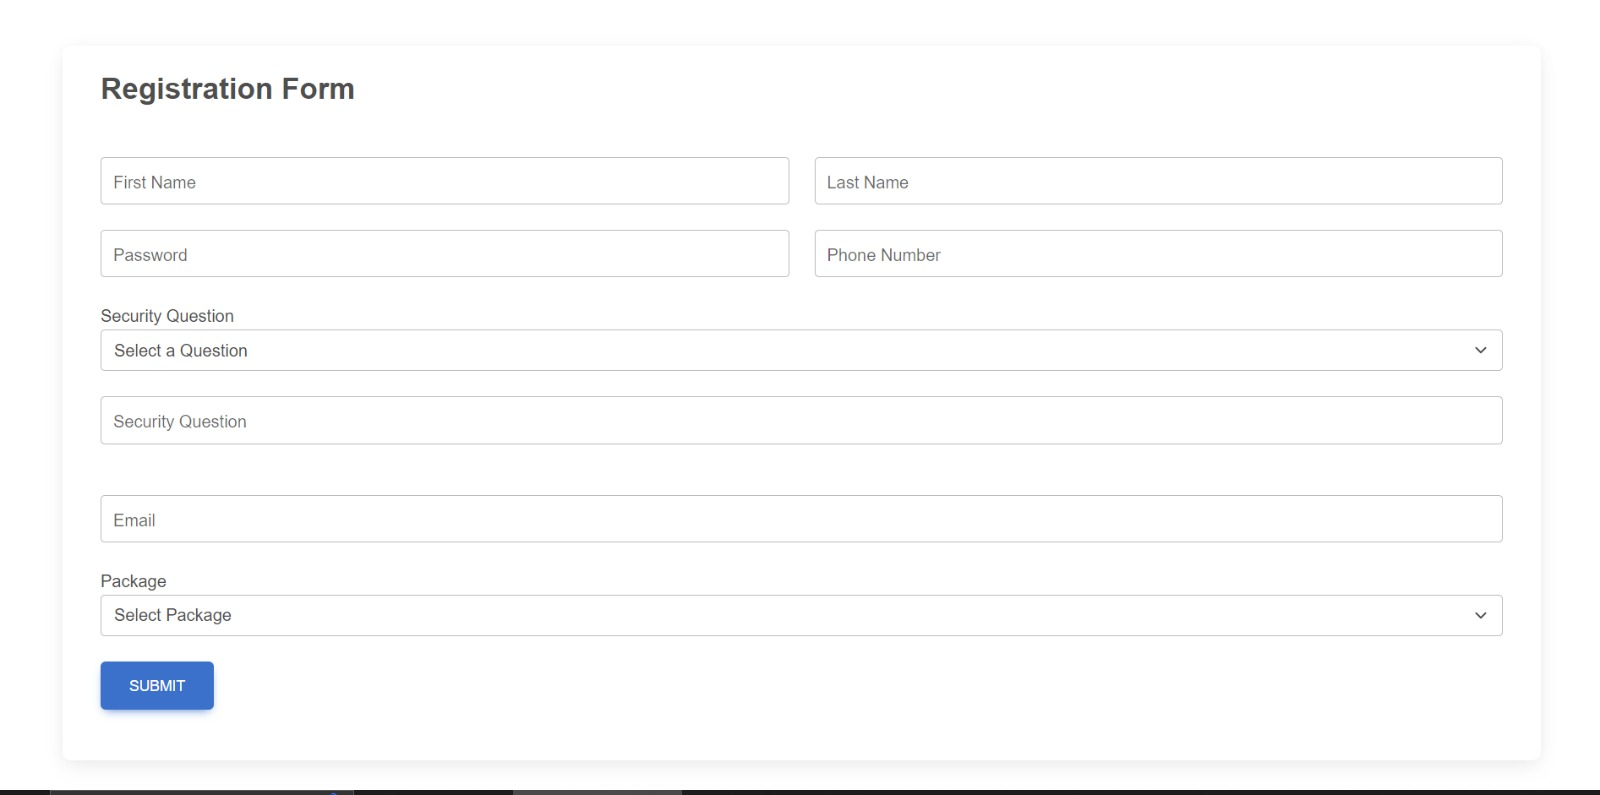 Registration Form
First Name
Last Name
Password
Phone Number
Security Question
Select a Question
Security Question
Email
Package
Select Package
SUBMIT